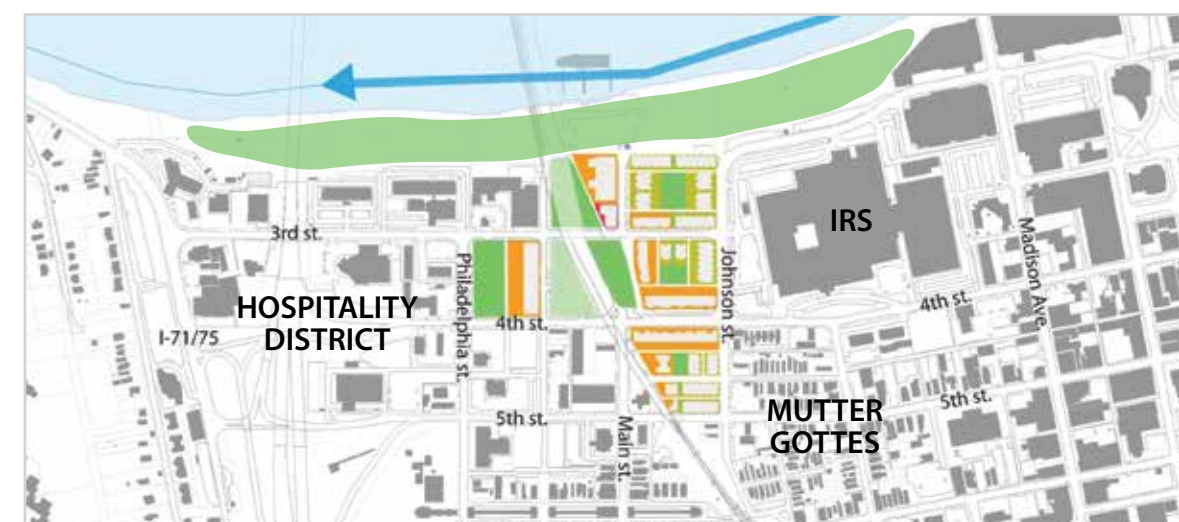 IRS
3rd st.
Philadelphia st.
Johnson st.
Madison Ave.
HOSPITALITY
DISTRICT
4th st.
4th st.
I-71/75
MUTTER
GOTTES
5th st.
5th st.
Main st.